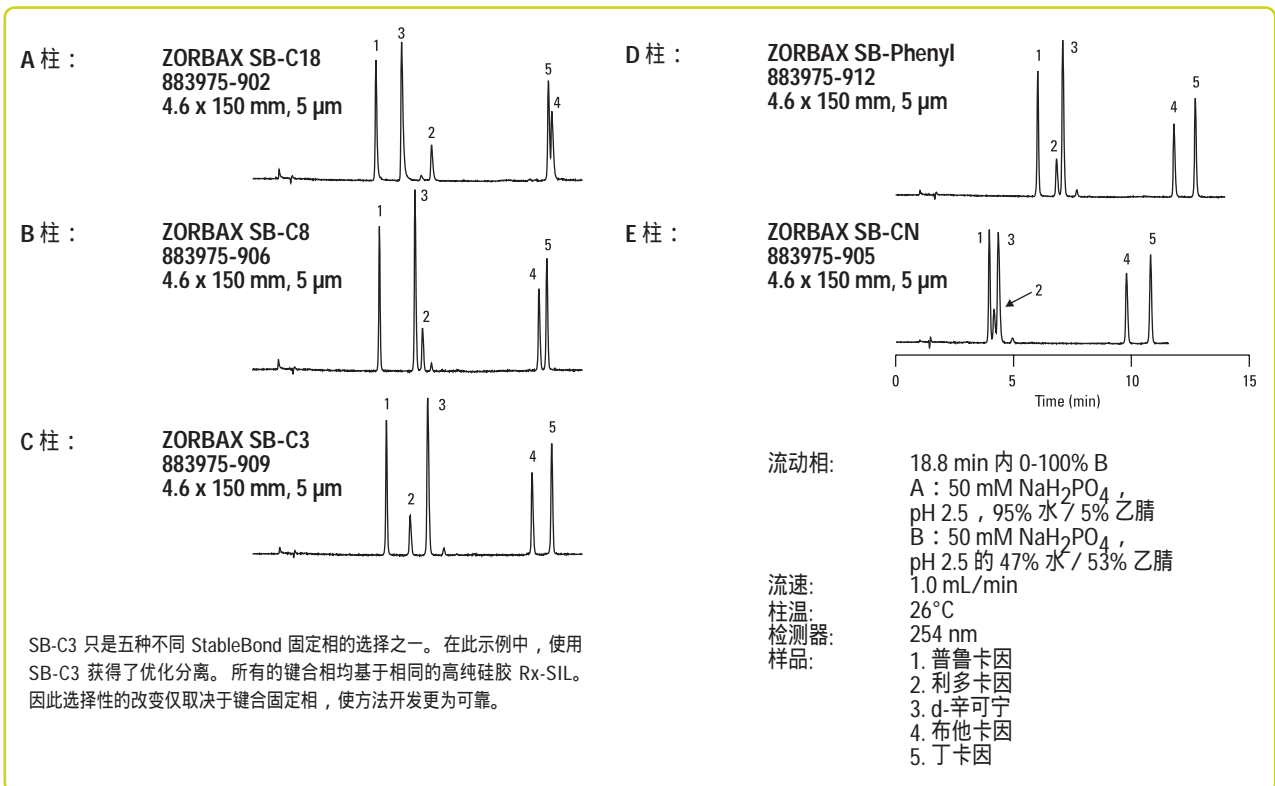 A 柱：
ZORBAX SB-C18
883975-902
4.6 x 150 mm, 5 µm
1
3
2
5
4
B 柱：
ZORBAX SB-C8
883975-906
4.6 x 150 mm, 5 µm
1
3
2
4
5
C 柱：
ZORBAX SB-C3
883975-909
4.6 x 150 mm, 5 µm
1
2
3
4
5
SB-C3 只是五种不同 StableBond 固定相的选择之一。 在此示例中，使用
SB-C3 获得了优化分离。 所有的键合相均基于相同的高纯硅胶 Rx-SIL。
因此选择性的改变仅取决于键合固定相，使方法开发更为可靠。
D 柱：
ZORBAX SB-Phenyl
883975-912
4.6 x 150 mm, 5 µm
1
2
3
4
5
E 柱：
ZORBAX SB-CN
883975-905
4.6 x 150 mm, 5 µm
1
3
2
4
5
0 5 10 15
Time (min)
流动相: 18.8 min 内 0-100% B
A：50 mM NaH2PO4，
pH 2.5，95% 水 / 5% 乙腈
B：50 mM NaH2PO4，
pH 2.5 的 47% 水 / 53% 乙腈
流速: 1.0 mL/min
柱温: 26°C
检测器: 254 nm
样品: 1. 普鲁卡因
2. 利多卡因
3. d-辛可宁
4. 布他卡因
5. 丁卡因